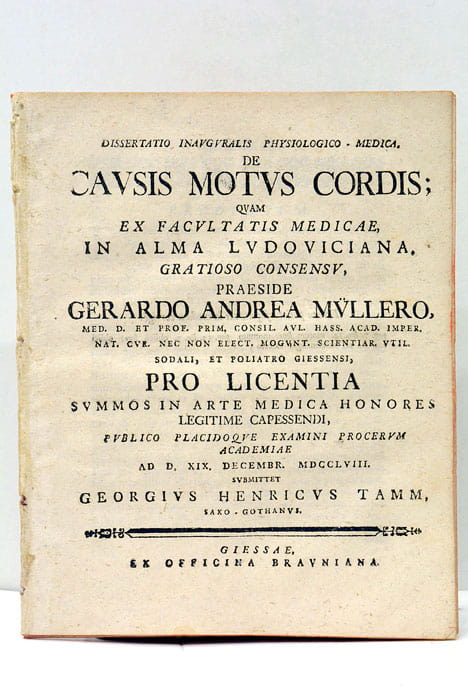 DISSERTATIO INAVGVRALIS PHYSIOLOGICO - MEDICA.
DE
CAVSIS MOTVS CORDIS;
QVAM
EX FACVLTATIS MEDICAE,
IN ALMA LVDOVICIANA,
GRATIOSO CONSENSV,
PRAESIDE
GERARDO ANDREA MVLLERO,
MED. D. ET PROF. PRIM, CONSIL. AVL. HASS. ACAD. IMPER.
NAT. CVR. NEC NON ELECT. MOGVNT. SCIENTIAR. VTIL.
SODALI, ET POLIATRO GIESSENSI,
PRO LICENTIA
SVMMOS IN ARTE MEDICA HONORES
LEGITIME CAPESSENDI,
PVBLICO PLACIDOQVE EXAMINI PROCERVM
ACADEMIAE
AD D. XIX. DECEMBR. MDCCLVIII.
SVBMITTET
GEORGIVS HENRICVS TAMM,
SAXO - GOTHANVS.
GIESSAE,
EX OFFICINA BRAVNIANA.